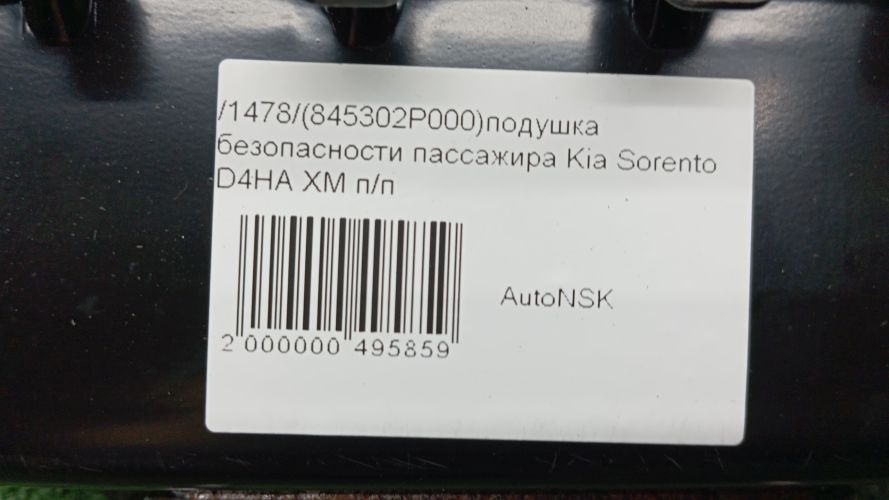 /1478/(845302P000)подушка
безопасности пассажира Kia Sorento
D4HA XM п/п
AutoNSK
2 000000 495859